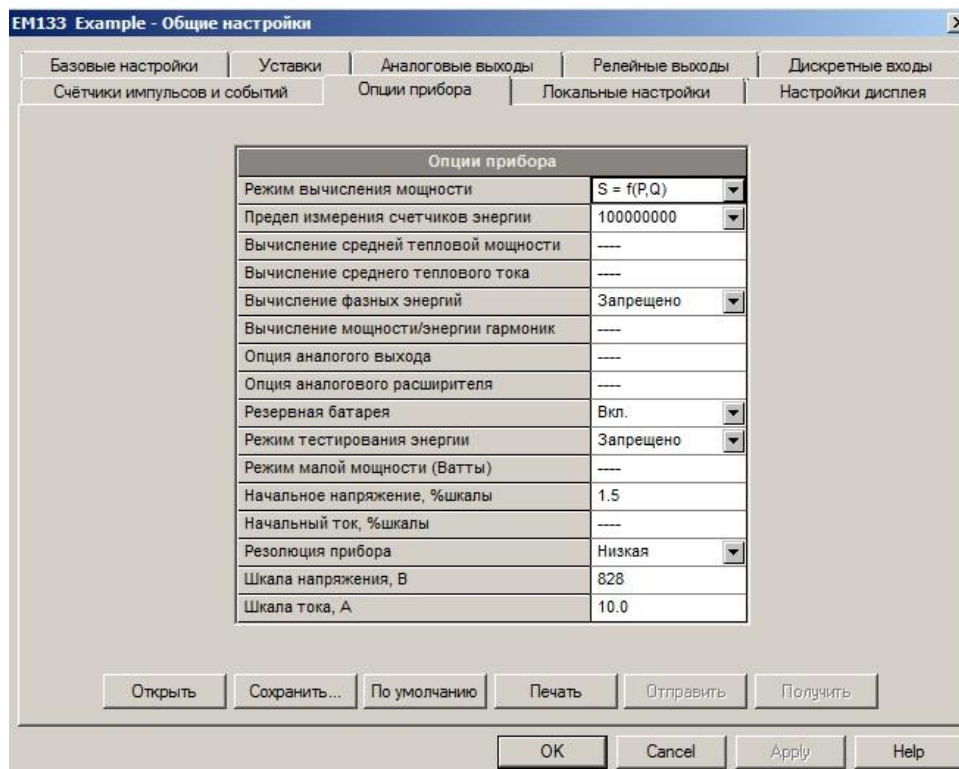 EM133 Example - Общие настройки
Базовые настройки Уставки Аналоговые выходы Релейные выходы Дискретные входы
Счётчики импульсов и событий Опции прибора Локальные настройки Настройки дисплея
Опции прибора
Режим вычисления мощности S = f(P,Q)
Предел измерения счетчиков энергии 100000000
Вычисление средней тепловой мощности ----
Вычисление среднего теплового тока ----
Вычисление фазных энергий Запрещено
Вычисление мощности/энергии гармоник ----
Опция аналогого выхода ----
Опция аналогового расширителя ----
Резервная батарея Вкл.
Режим тестирования энергии Запрещено
Режим малой мощности (Ватты) ----
Начальное напряжение, %шкалы 1.5
Начальный ток, %шкалы ----
Резолюция прибора Низкая
Шкала напряжения, В 828
Шкала тока, А 10.0
Открыть Сохранить... По умолчанию Печать Отправить Получить
OK Cancel Apply Help